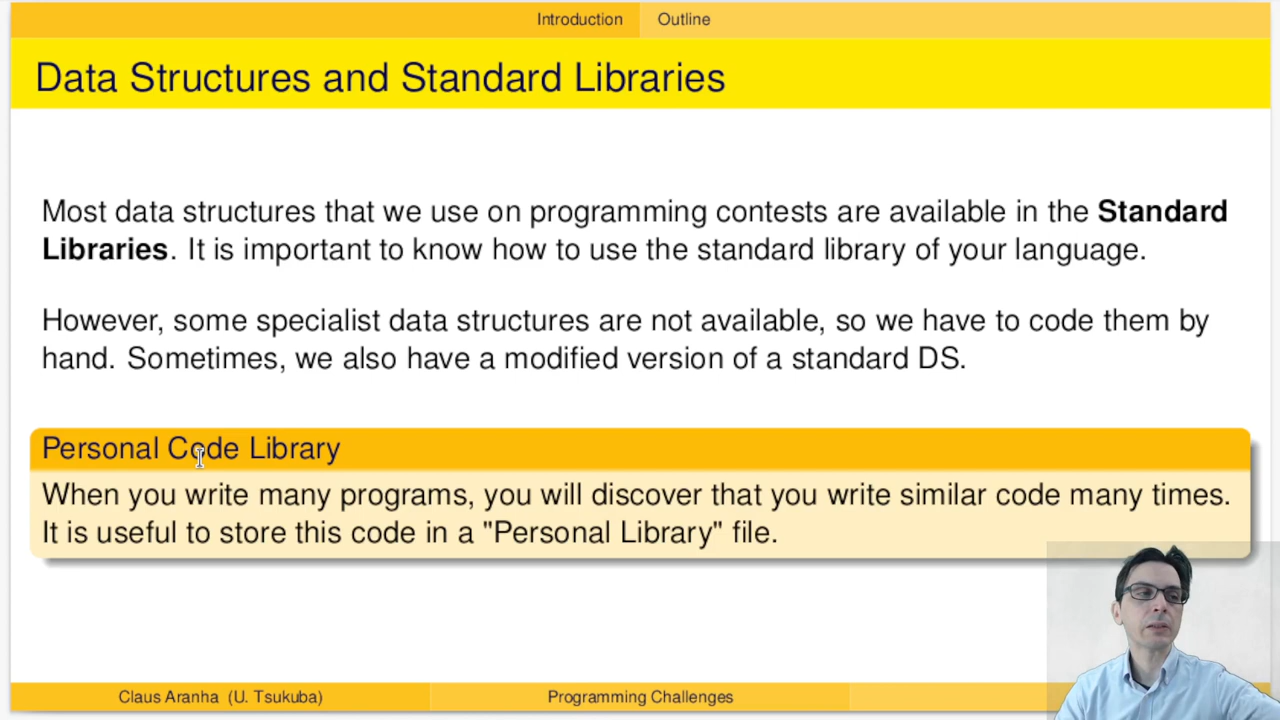 Introduction Outline
Data Structures and Standard Libraries
Most data structures that we use on programming contests are available in the Standard
Libraries. It is important to know how to use the standard library of your language.
However, some specialist data structures are not available, so we have to code them by
hand. Sometimes, we also have a modified version of a standard DS.
Personal Code Library
When you write many programs, you will discover that you write similar code many times.
It is useful to store this code in a "Personal Library" file.
Claus Aranha (U. Tsukuba) Programming Challenges